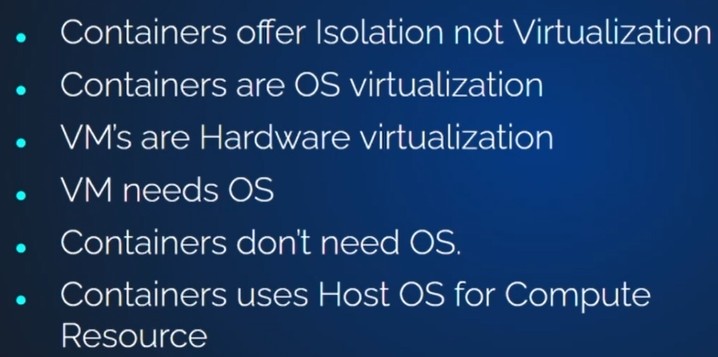 Containers offer Isolation not Virtualization
Containers are OS virtualization
VM's are Hardware virtualization
VM needs OS
Containers don't need OS.
Containers uses Host OS for Compute
Resource